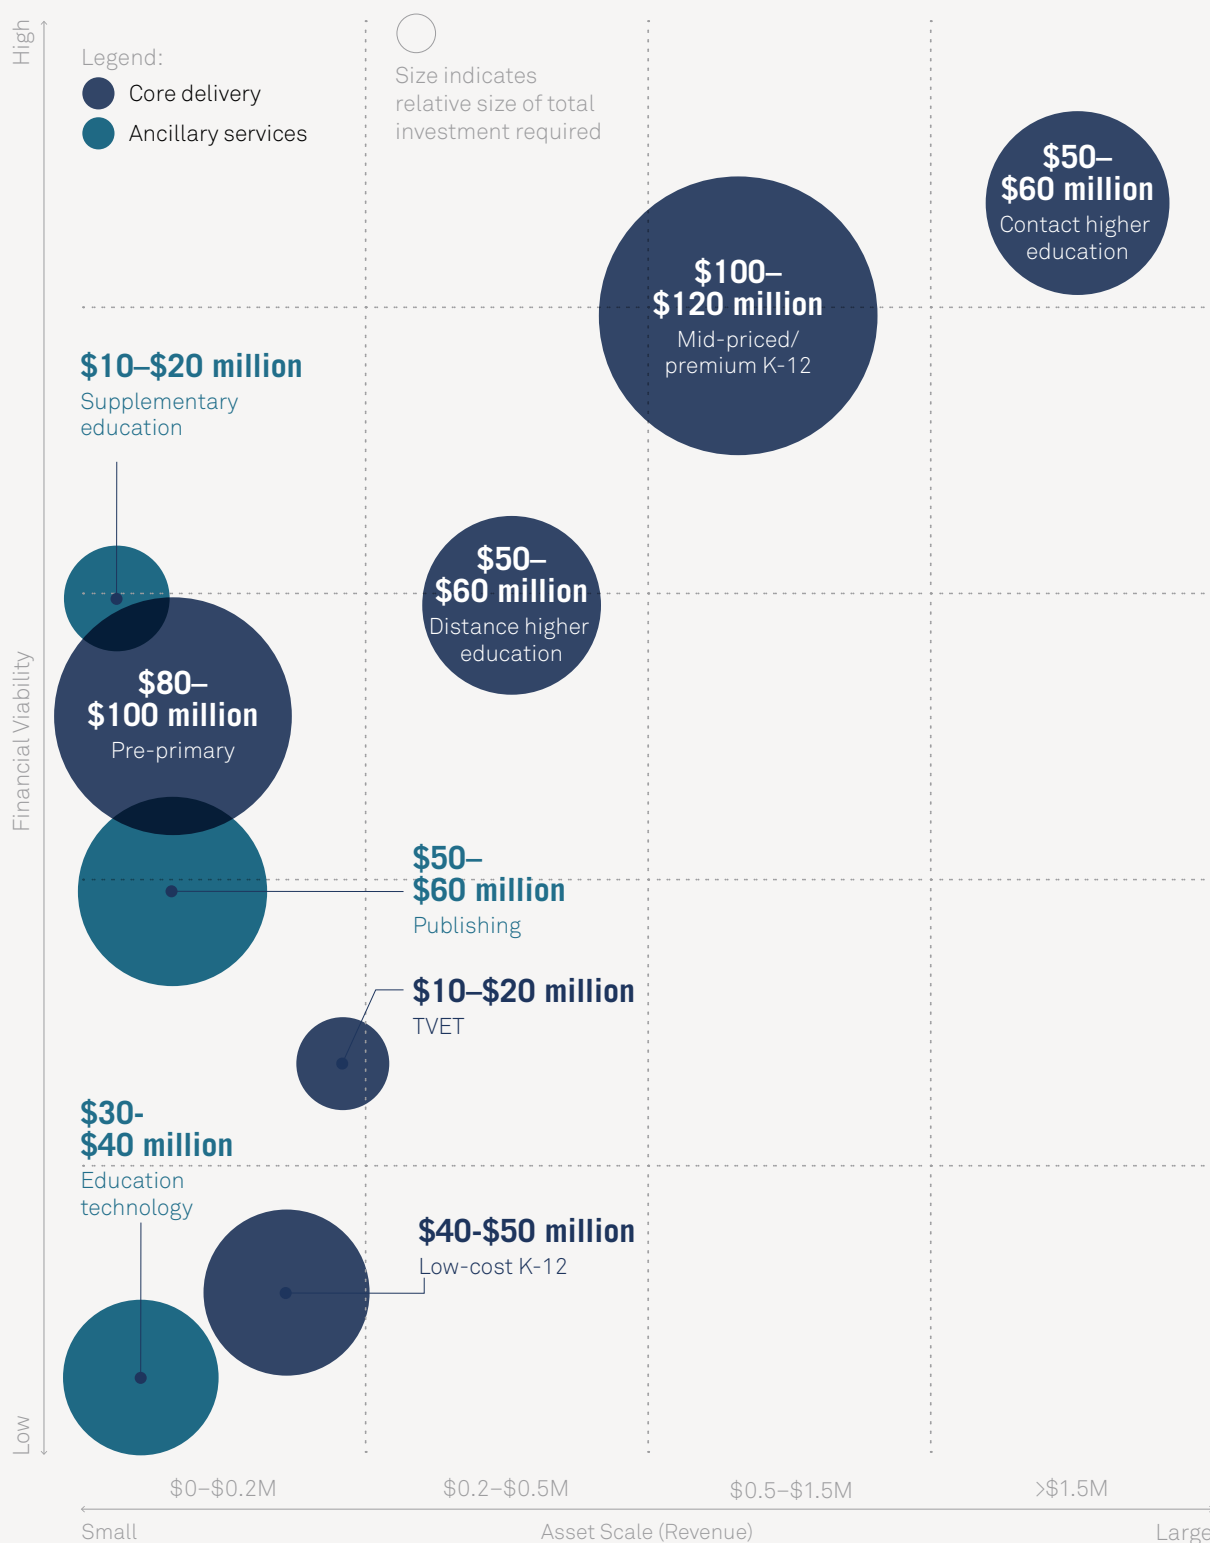 High
Legend:
Core delivery
Ancillary services
Size indicates
relative size of total
investment required
$50–
$60 million
Contact higher
education
$100–
$120 million
Mid-priced/
premium K-12
$10–$20 million
Supplementary
education
$50–
$60 million
Distance higher
education
$80–
$100 million
Pre-primary
Financial Viability
$50–
$60 million
Publishing
$10–$20 million
TVET
$30-
$40 million
Education
technology
$40-$50 million
Low-cost K-12
Low
$0–$0.2M
$0.2–$0.5M
$0.5–$1.5M
>$1.5M
Small
Asset Scale (Revenue)
Large